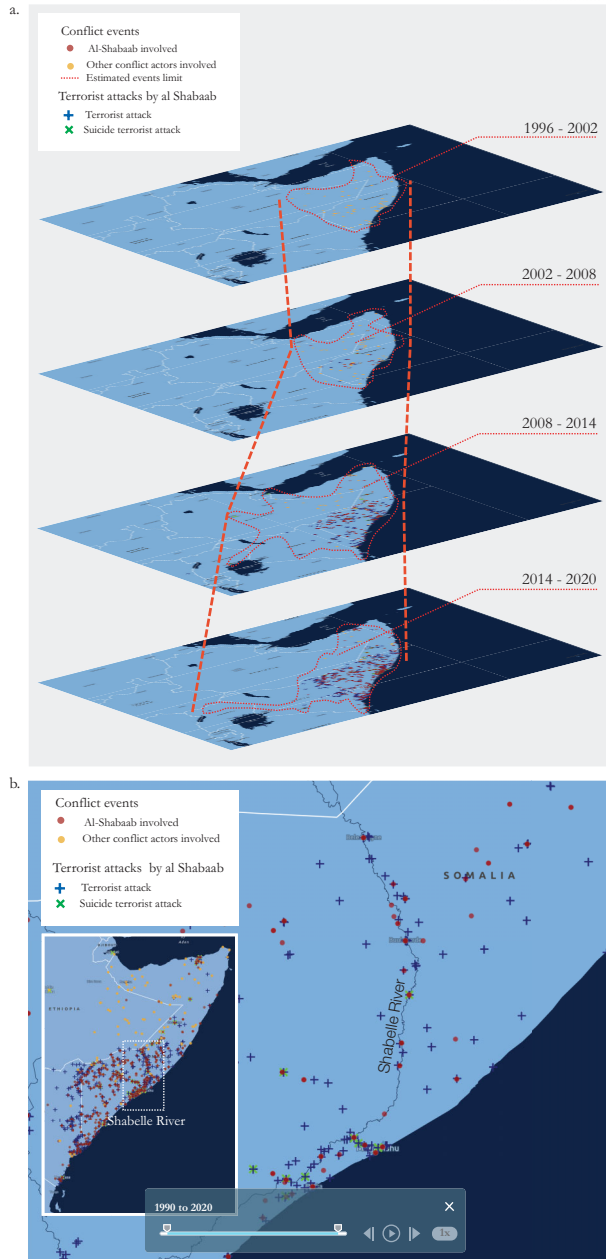 a.
Conflict events
Al-Shabaab involved
Other conflict actors involved
Estimated events limit
Terrorist attacks by al Shabaab
Terrorist attack
Suicide terrorist attack
1996 - 2002
2002 - 2008
2008 - 2014
2014 - 2020
b.
Conflict events
Al-Shabaab involved
Other conflict actors involved
Terrorist attacks by al Shabaab
Terrorist attack
Suicide terrorist attack
SOMALIA
Shabelle River
Aden
ETHIOPIA
Shabelle River
1990 to 2020
1x